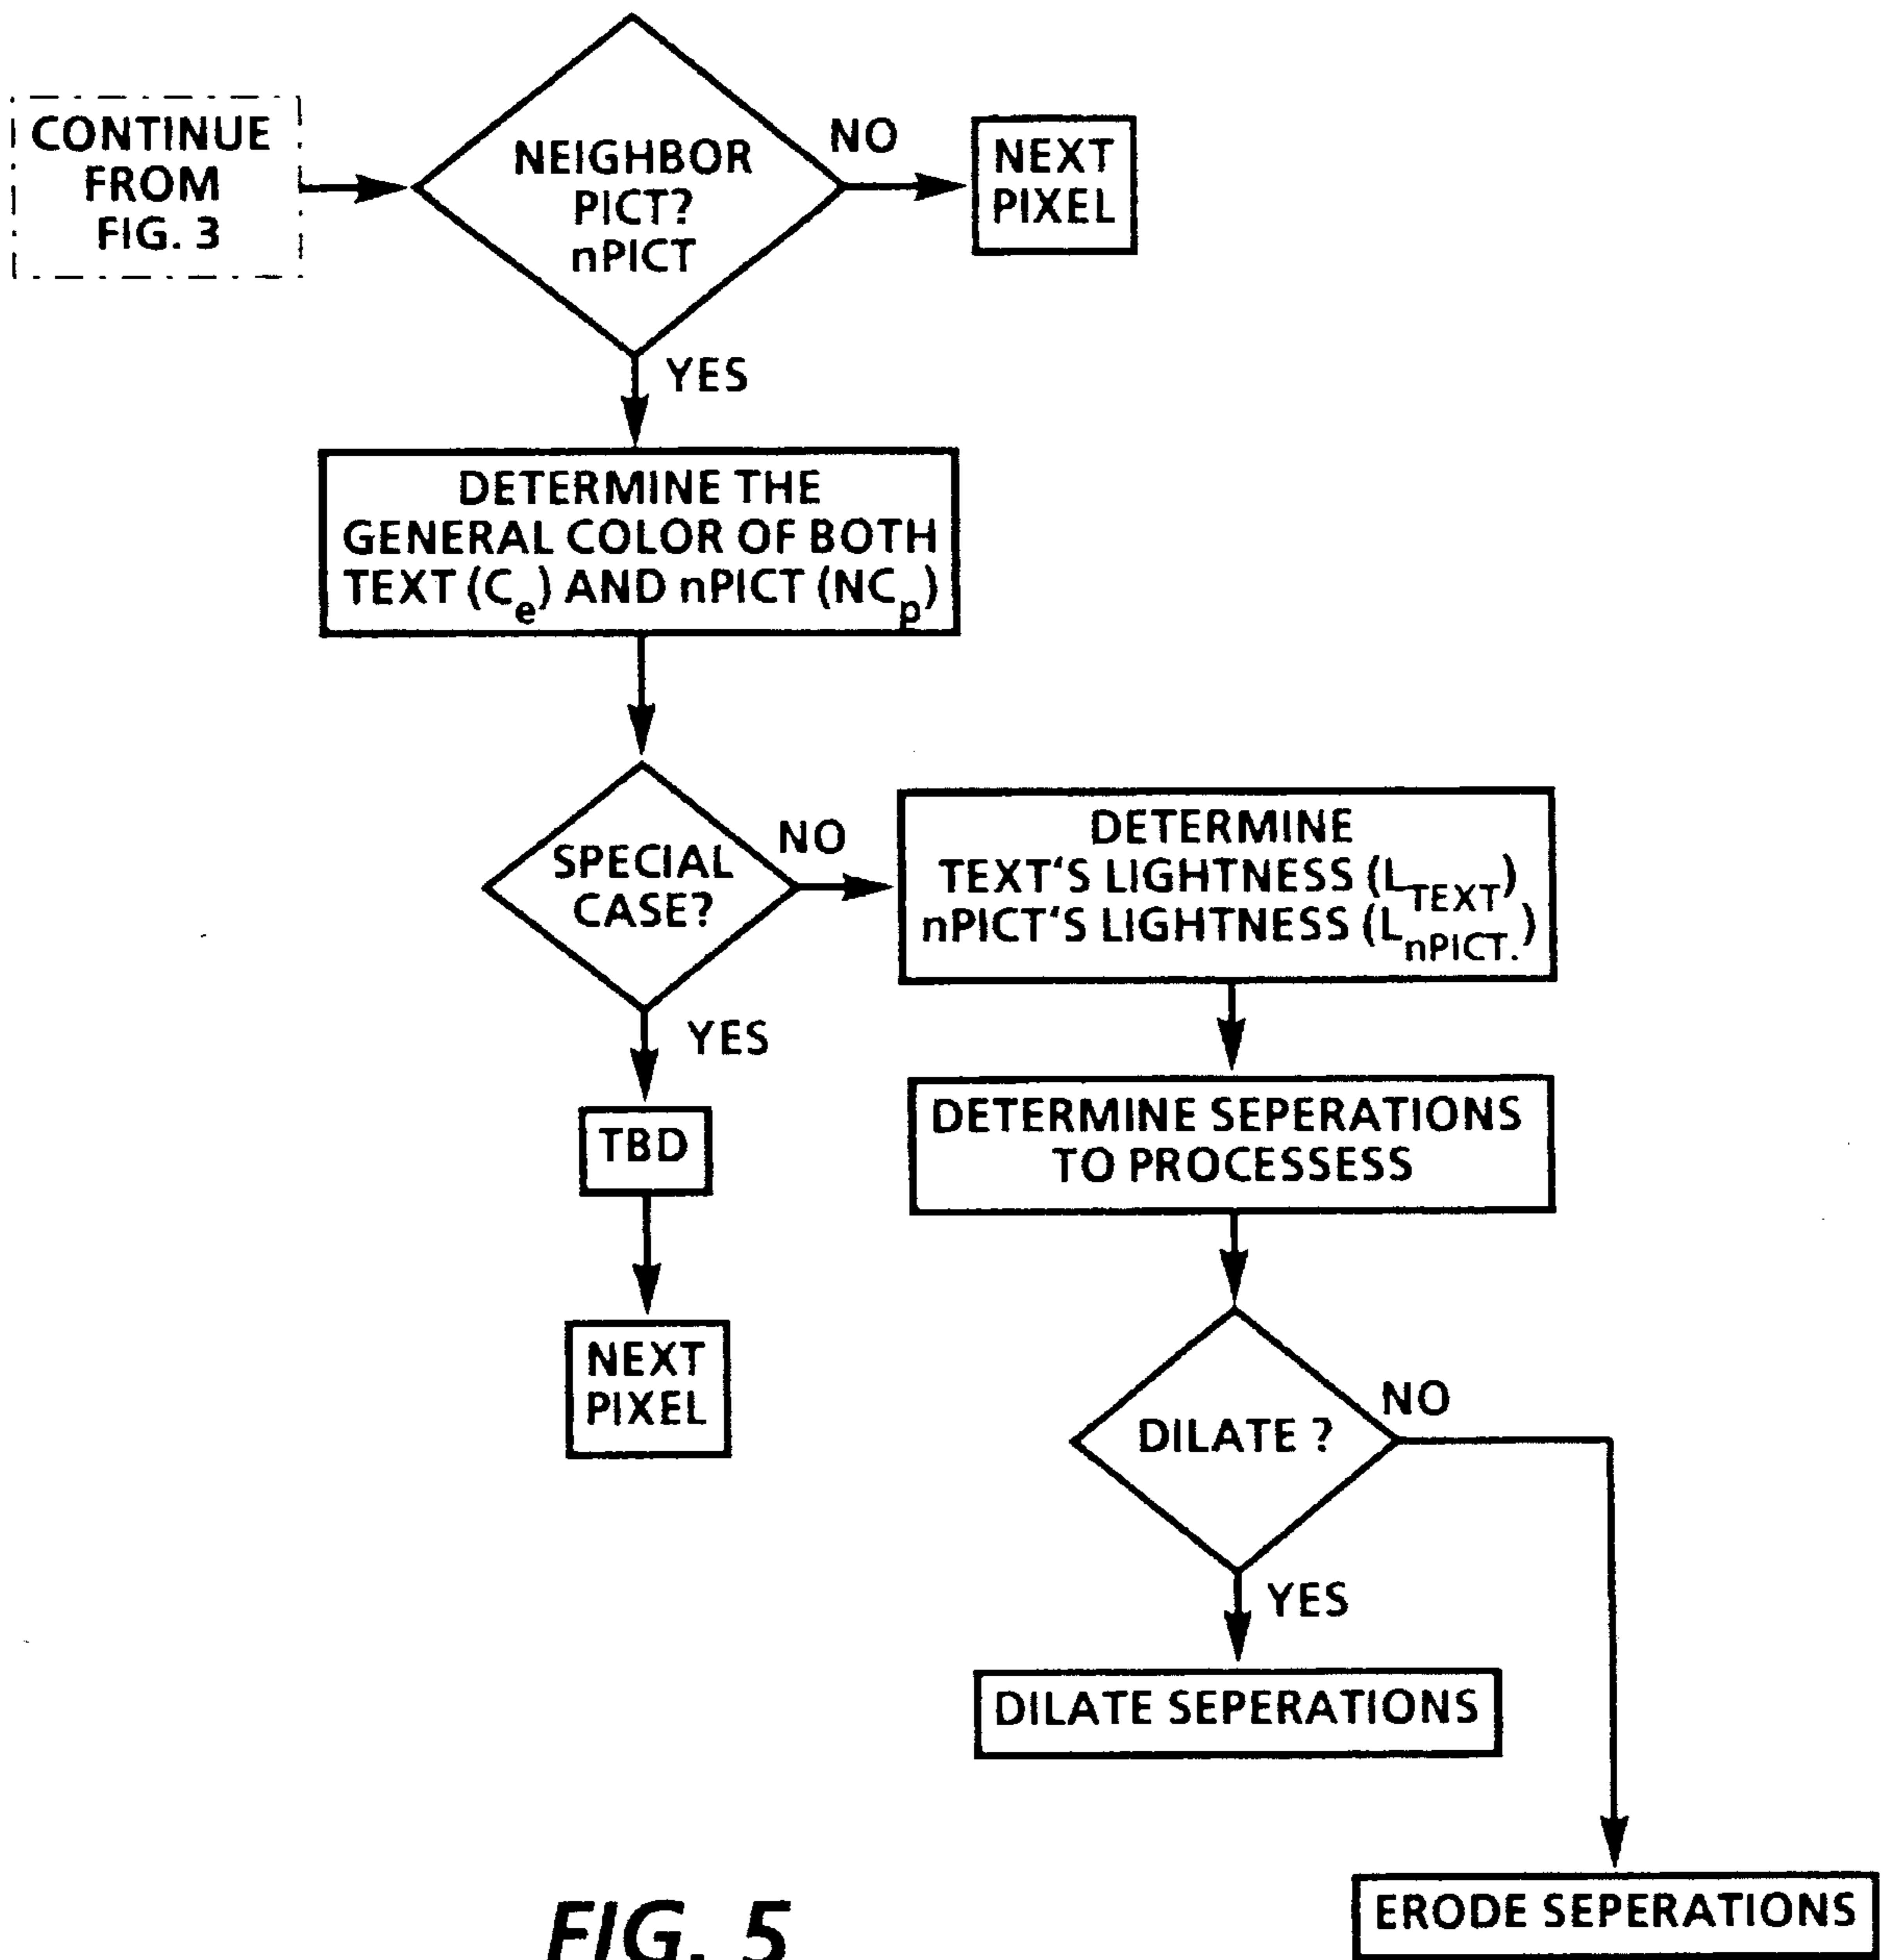 CONTINUE
FROM
FIG. 3
NEIGHBOR
PICT?
nPICT
NO
NEXT
PIXEL
YES
DETERMINE THE
GENERAL COLOR OF BOTH
TEXT (Ce) AND nPICT (NCp)
SPECIAL
CASE?
NO
DETERMINE
TEXT'S LIGHTNESS (LTEXT)
nPICT'S LIGHTNESS (LnPICT.)
YES
TBD
NEXT
PIXEL
DETERMINE SEPERATIONS
TO PROCESSESS
DILATE ?
NO
YES
DILATE SEPERATIONS
ERODE SEPERATIONS
FIG. 5